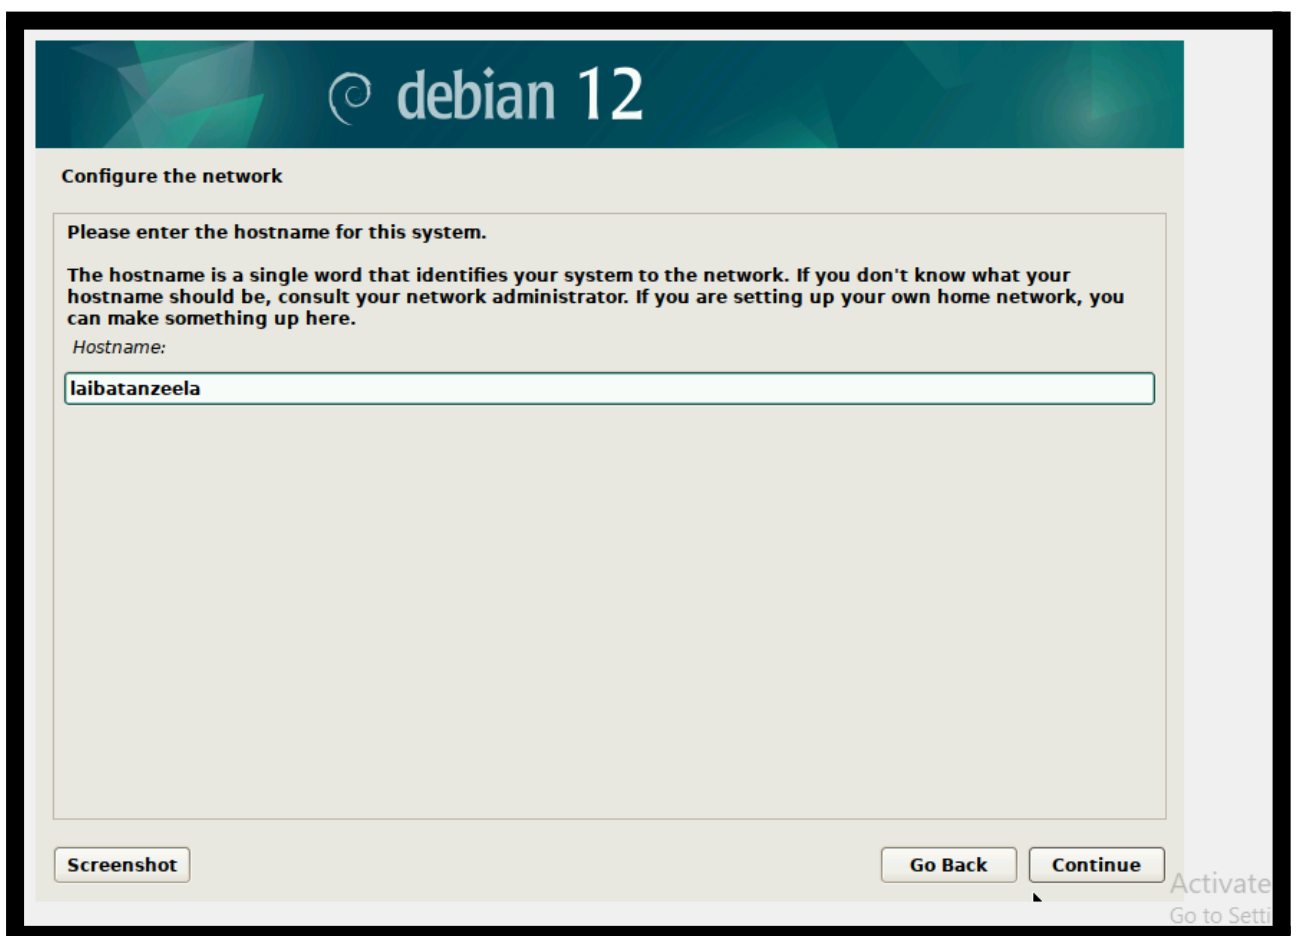 debian 12
Configure the network
Please enter the hostname for this system.
The hostname is a single word that identifies your system to the network. If you don't know what your
hostname should be, consult your network administrator. If you are setting up your own home network, you
can make something up here.
Hostname:
laibatanzeela
Screenshot
Go Back
Continue
Activate
Go to Setti